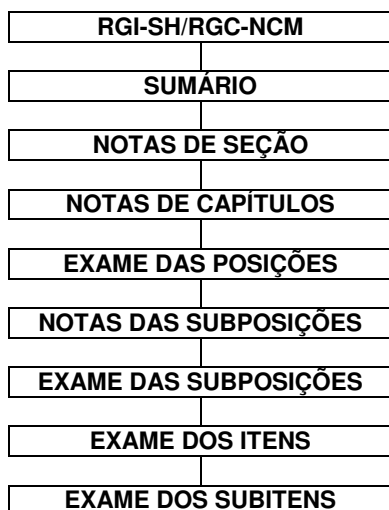 RGI-SH/RGC-NCM
SUMÁRIO
NOTAS DE SEÇÃO
NOTAS DE CAPÍTULOS
EXAME DAS POSIÇÕES
NOTAS DAS SUBPOSIÇÕES
EXAME DAS SUBPOSIÇÕES
EXAME DOS ITENS
EXAME DOS SUBITENS